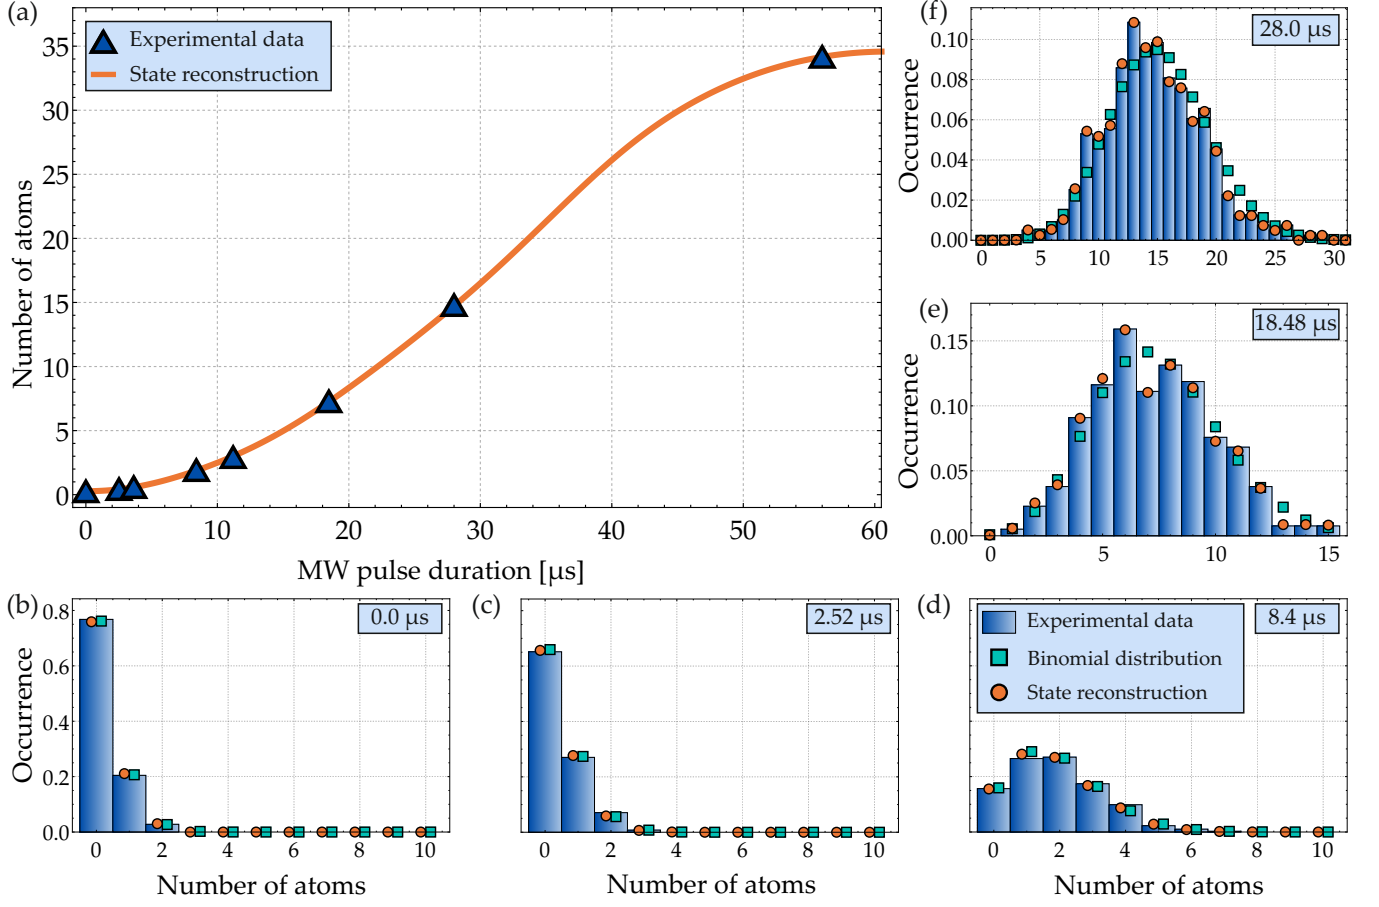 (a)
Experimental data
State reconstruction
Number of atoms
35
30
25
20
15
10
5
0
0 10 20 30 40 50 60
MW pulse duration [µs]
(f)
28.0 µs
Occurrence
0.10
0.08
0.06
0.04
0.02
0.00
0 5 10 15 20 25 30
(e)
18.48 µs
Occurrence
0.15
0.10
0.05
0.00
0 5 10 15
(b)
0.0 µs
Occurrence
0.8
0.6
0.4
0.2
0.0
0 2 4 6 8 10
Number of atoms
(c)
2.52 µs
0 2 4 6 8 10
Number of atoms
(d)
8.4 µs
Experimental data
Binomial distribution
State reconstruction
0 2 4 6 8 10
Number of atoms